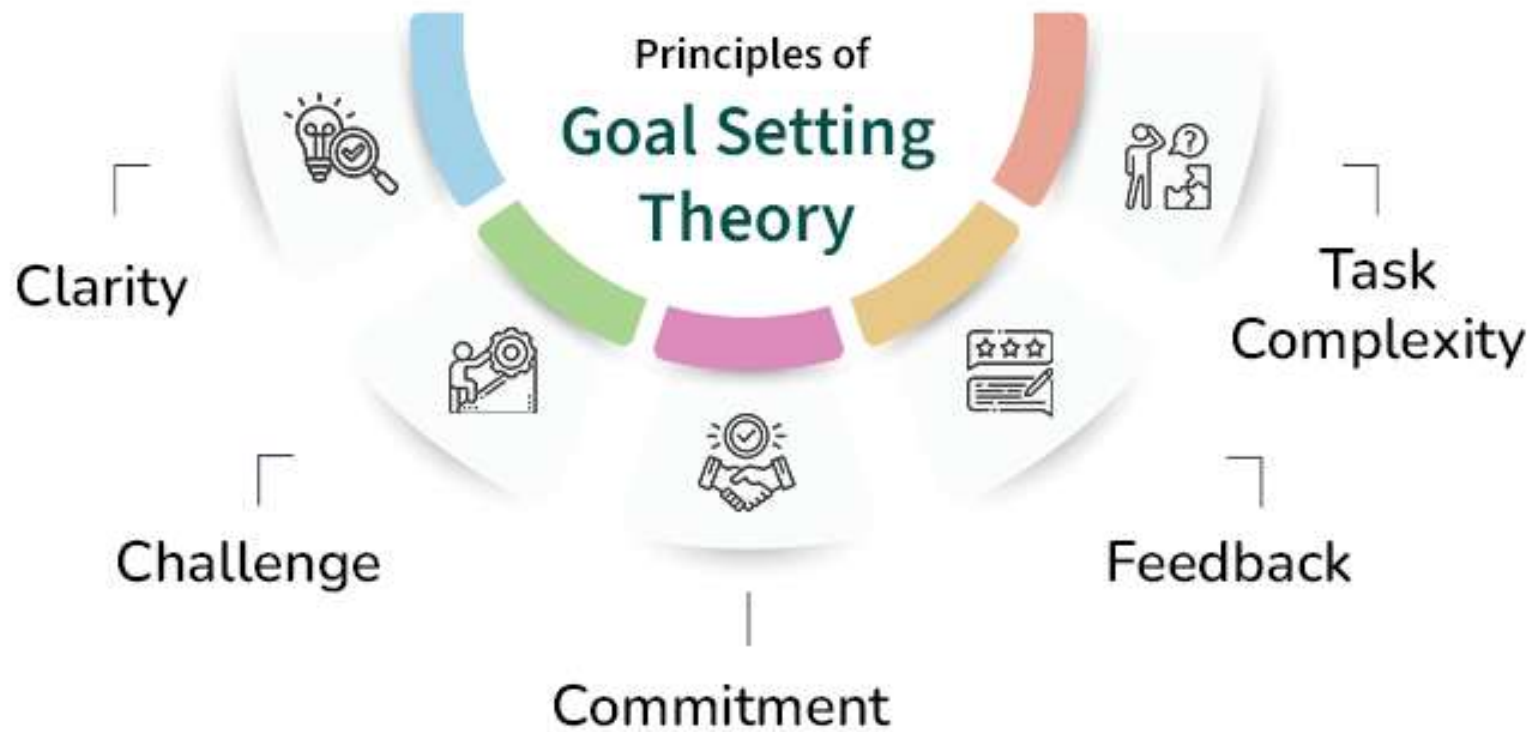 Principles of
Goal Setting
Theory
Clarity
Challenge
Commitment
Feedback
Task
Complexity
?